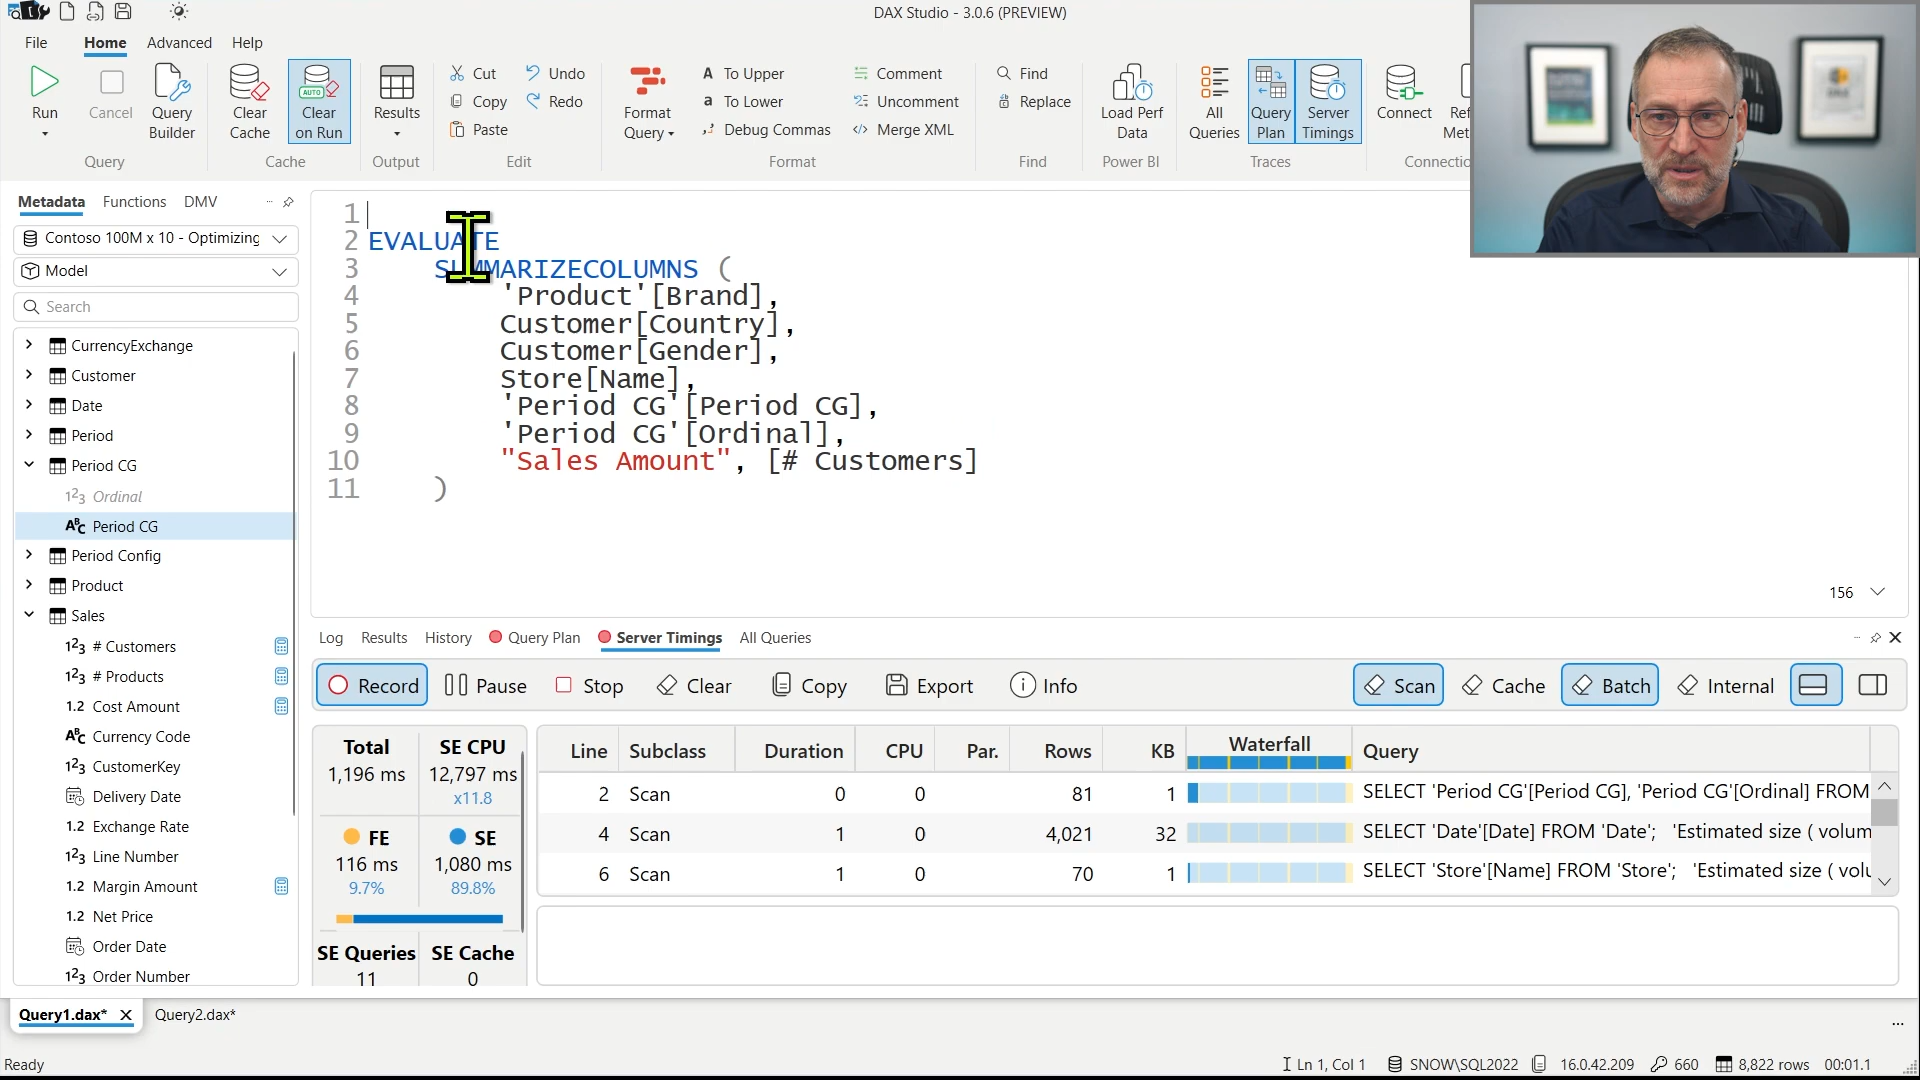 DAX Studio - 3.0.6 (PREVIEW)
File Home Advanced Help
Run
Cancel
Query Builder
Query
Clear Cache
AUTO
Clear on Run
Cache
Results
Output
Cut
Copy
Paste
Undo
Redo
Edit
Format Query
A To Upper
a To Lower
Debug Commas
Comment
Uncomment
Merge XML
Format
Find
Replace
Find
Load Perf Data
Power BI
All Queries
Query Plan
Server Timings
Traces
Connect
Metadata Functions DMV
Contoso 100M x 10 - Optimizing
Model
Search
CurrencyExchange
Customer
Date
Period
Period CG
Ordinal
Period CG
Period Config
Product
Sales
# Customers
# Products
Cost Amount
Currency Code
CustomerKey
Delivery Date
Exchange Rate
Line Number
Margin Amount
Net Price
Order Date
Order Number
1
2 EVALUATE
3 SUMMARIZECOLUMNS (
4 'Product'[Brand],
5 Customer[Country],
6 Customer[Gender],
7 Store[Name],
8 'Period CG'[Period CG],
9 'Period CG'[Ordinal],
10 "Sales Amount", [# Customers]
11 )
156
Log Results History Query Plan Server Timings All Queries
Record Pause Stop Clear Copy Export Info Scan Cache Batch Internal
Total SE CPU
1,196 ms 12,797 ms
x11.8
FE SE
116 ms 1,080 ms
9.7% 89.8%
SE Queries SE Cache
11 0
Line Subclass Duration CPU Par. Rows KB Waterfall Query
2 Scan 0 0 81 1 SELECT 'Period CG'[Period CG], 'Period CG'[Ordinal] FROM
4 Scan 1 0 4,021 32 SELECT 'Date'[Date] FROM 'Date'; 'Estimated size ( volum
6 Scan 1 0 70 1 SELECT 'Store'[Name] FROM 'Store'; 'Estimated size ( volu
Query1.dax* Query2.dax*
Ready
Ln 1, Col 1 SNOW\SQL2022 16.0.42.209 660 8,822 rows 00:01.1